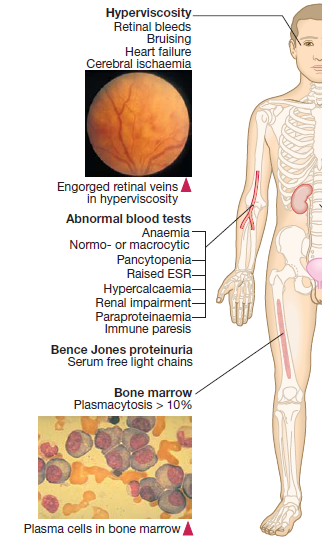 Hyperviscosity
Retinal bleeds
Bruising
Heart failure
Cerebral ischaemia
Engorged retinal veins
in hyperviscosity
Abnormal blood tests
Anaemia
Normo- or macrocytic
Pancytopenia
Raised ESR
Hypercalcaemia
Renal impairment
Paraproteinaemia
Immune paresis
Bence Jones proteinuria
Serum free light chains
Bone marrow
Plasmacytosis > 10%
Plasma cells in bone marrow